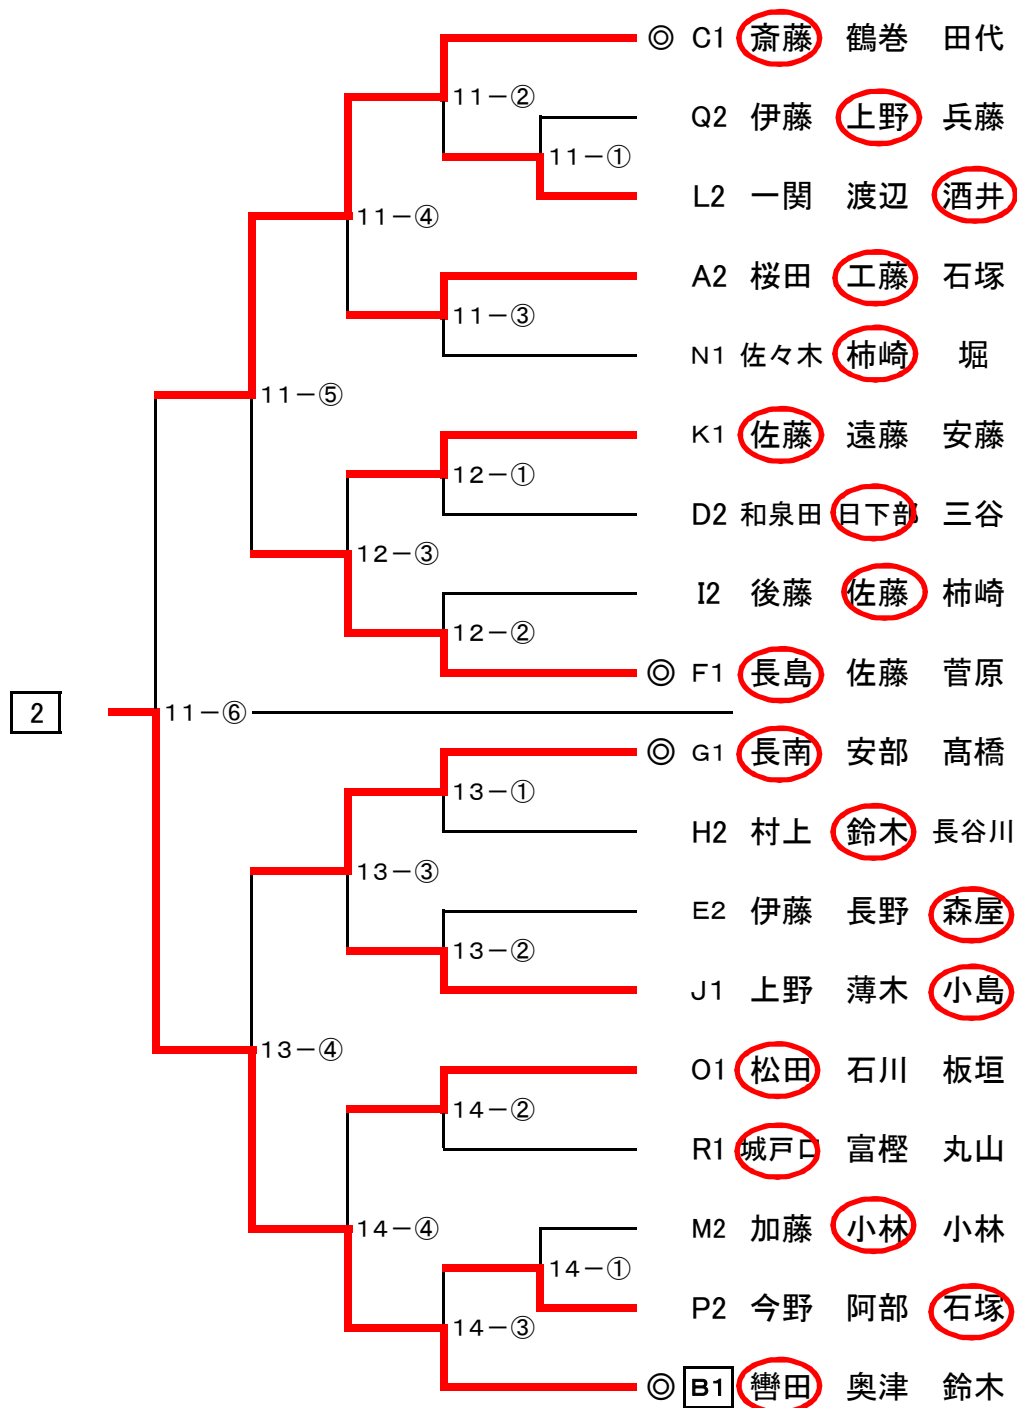 ◎ C1 斎藤 鶴巻 田代
11－②
Q2 伊藤 上野 兵藤
11－①
L2 一関 渡辺 酒井
11－④
A2 桜田 工藤 石塚
11－③
N1 佐々木 柿崎 堀
11－⑤
K1 佐藤 遠藤 安藤
12－①
D2 和泉田 日下部 三谷
12－③
I2 後藤 佐藤 柿崎
12－②
◎ F1 長島 佐藤 菅原
2 11－⑥
◎ G1 長南 安部 髙橋
13－①
H2 村上 鈴木 長谷川
13－③
E2 伊藤 長野 森屋
13－②
J1 上野 薄木 小島
13－④
O1 松田 石川 板垣
14－②
R1 城戸口 富樫 丸山
14－④
M2 加藤 小林 小林
14－①
P2 今野 阿部 石塚
14－③
◎ B1 轡田 奥津 鈴木